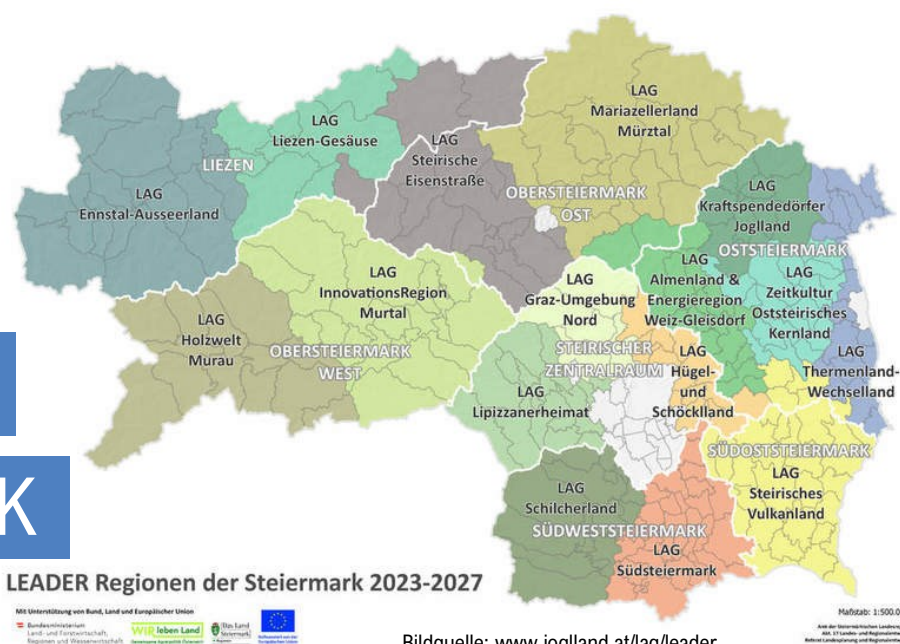 LAG
Mariazellerland
Mürztal
LAG
Liezen-Gesäuse
LIEZEN
LAG
Steirische
Eisenstraße
LAG
Ennstal-Ausseerland
OBERSTEIERMARK
OST
LAG
Kraftspendedörfer
Joglland
OSTSTEIERMARK
LAG
Almenland &
Energieregion
Weiz-Gleisdorf
LAG
Zeitkultur
Oststeirisches
Kernland
LAG
InnovationsRegion
Murtal
LAG
Graz-Umgebung
Nord
LAG
Holzwelt
Murau
OBERSTEIERMARK
WEST
STEIRISCHER
ZENTRALRAUM
LAG
Hügel-
und
Schöcklland
LAG
Thermenland-
Wechselland
LAG
Lipizzanerheimat
SÜDOSTSTEIERMARK
LAG
Steirisches
Vulkanland
LAG
Schilcherland
SÜDWESTSTEIERMARK
LAG
Südsteiermark
K
LEADER Regionen der Steiermark 2023-2027
Mit Unterstützung von Bund, Land und Europäischer Union
Bundesministerium
Land- und Forstwirtschaft,
Regionen und Wasserwirtschaft
WIR leben Land
Das Land
Steiermark
Maßstab: 1:500.0
Bildquelle: www.joglland.at/lag/leader